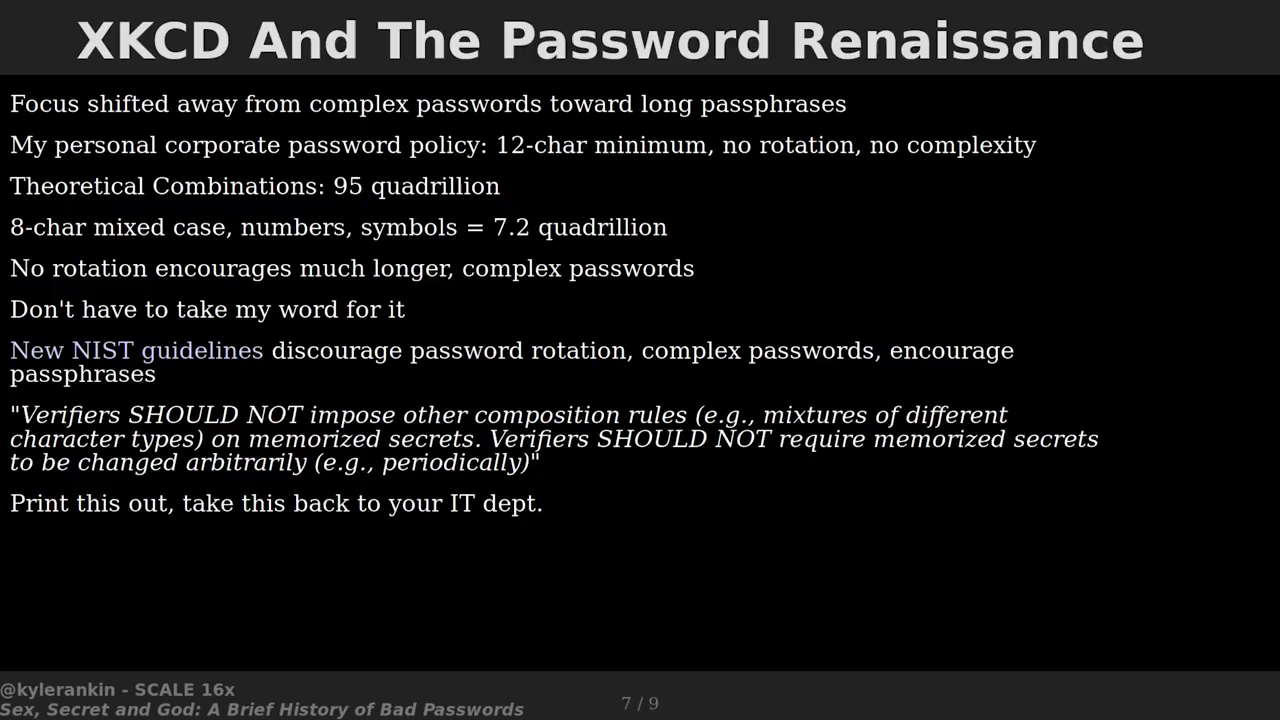 XKCD And The Password Renaissance
Focus shifted away from complex passwords toward long passphrases
My personal corporate password policy: 12-char minimum, no rotation, no complexity
Theoretical Combinations: 95 quadrillion
8-char mixed case, numbers, symbols = 7.2 quadrillion
No rotation encourages much longer, complex passwords
Don't have to take my word for it
New NIST guidelines discourage password rotation, complex passwords, encourage
passphrases
"Verifiers SHOULD NOT impose other composition rules (e.g., mixtures of different
character types) on memorized secrets. Verifiers SHOULD NOT require memorized secrets
to be changed arbitrarily (e.g., periodically)"
Print this out, take this back to your IT dept.
@kylerankin - SCALE 16x
Sex, Secret and God: A Brief History of Bad Passwords
7 / 9